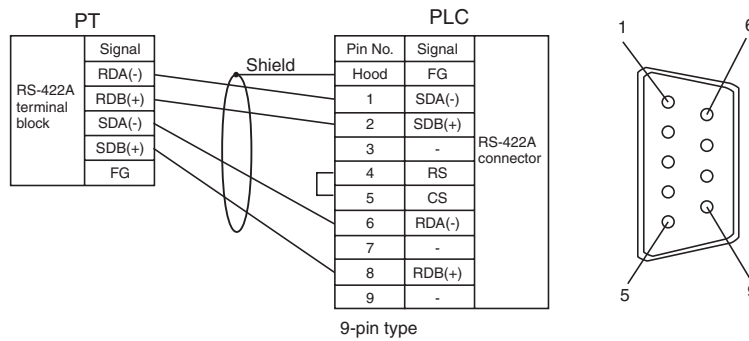 PT
PLC
Signal
RS-422A
terminal
block
RDA(-)
RDB(+)
SDA(-)
SDB(+)
FG
Shield
Pin No. Signal
Hood FG
1 SDA(-)
2 SDB(+)
3 -
4 RS
5 CS
6 RDA(-)
7 -
8 RDB(+)
9 -
RS-422A
connector
9-pin type
1 6
5 9